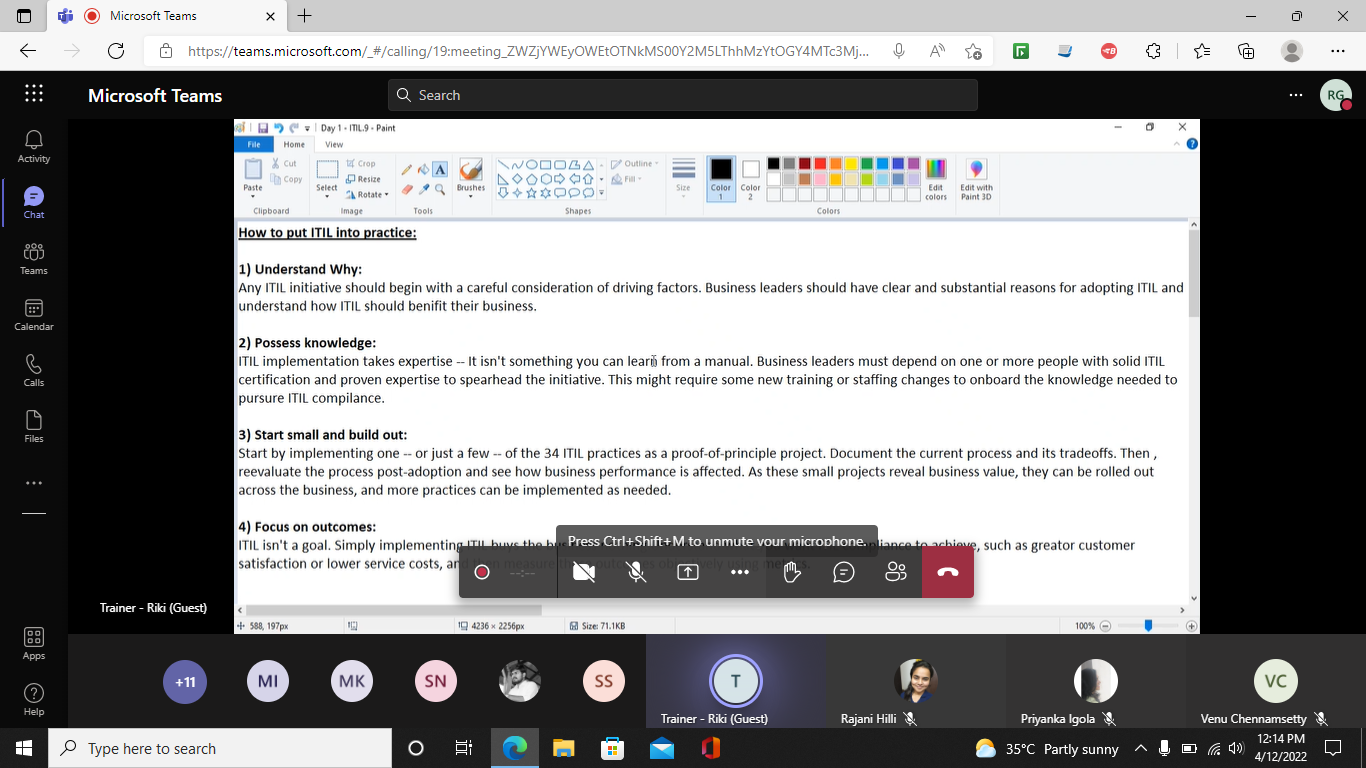 Microsoft Teams
https://teams.microsoft.com/_#/calling/19:meeting_ZWZjYWEyOWEtOTNkMS00Y2M5LThhMzYtOGY4MTc3Mj...
Microsoft Teams
Search
RG
Activity
Chat
Teams
Calendar
Calls
Files
Apps
Help
Day 1 - ITIL.9 - Paint
File Home View
Paste
Cut
Copy
Clipboard
Select
Crop
Resize
Rotate
Image
Tools
Brushes
Outline
Fill
Shapes
Size
Color 1
Color 2
Edit colors
Colors
Edit with Paint 3D
How to put ITIL into practice:
1) Understand Why:
Any ITIL initiative should begin with a careful consideration of driving factors. Business leaders should have clear and substantial reasons for adopting ITIL and
understand how ITIL should benifit their business.
2) Possess knowledge:
ITIL implementation takes expertise -- It isn't something you can learn from a manual. Business leaders must depend on one or more people with solid ITIL
certification and proven expertise to spearhead the initiative. This might require some new training or staffing changes to onboard the knowledge needed to
pursure ITIL compilance.
3) Start small and build out:
Start by implementing one -- or just a few -- of the 34 ITIL practices as a proof-of-principle project. Document the current process and its tradeoffs. Then ,
reevaluate the process post-adoption and see how business performance is affected. As these small projects reveal business value, they can be rolled out
across the business, and more practices can be implemented as needed.
4) Focus on outcomes:
ITIL isn't a goal. Simply implementing ITIL buys the to achieve, such as greater customer
satisfaction or lower service costs, and
Press Ctrl+Shift+M to unmute your microphone.
--:--
Trainer - Riki (Guest)
588, 197px
4236 × 2256px
Size: 71.1KB
100%
+11
MI
MK
SN
SS
T
Trainer - Riki (Guest)
Rajani Hilli
Priyanka Igola
VC
Venu Chennamsetty
Type here to search
35°C Partly sunny
12:14 PM
4/12/2022